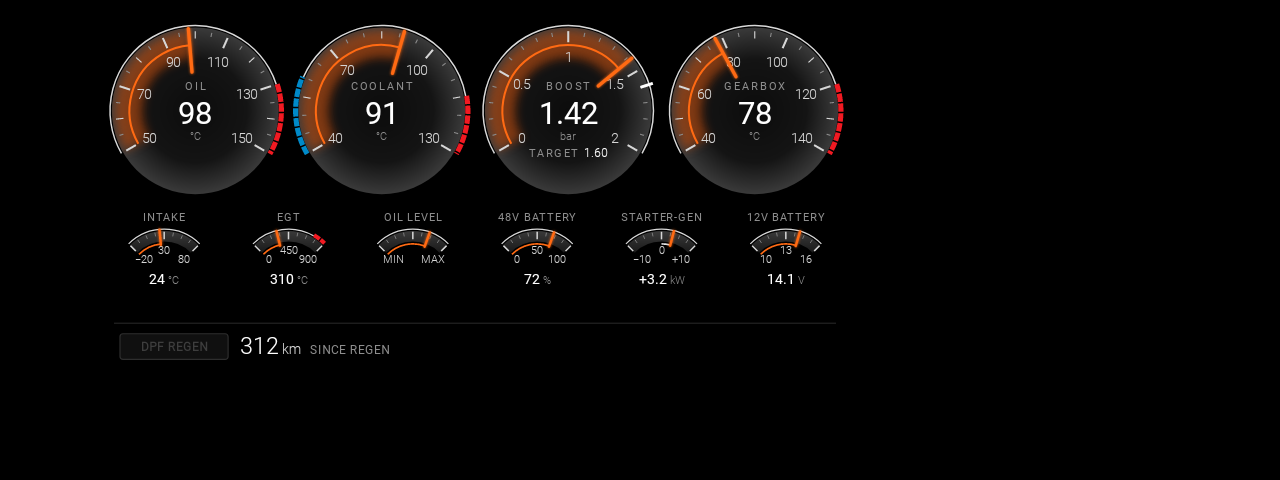 50 70 90 110 130 150
OIL
98
°C
40 70 100 130
COOLANT
91
°C
0 0.5 1 1.5 2
BOOST
1.42
bar
TARGET 1.60
40 60 80 100 120 140
GEARBOX
78
°C
INTAKE
−20 30 80
24 °C
EGT
0 450 900
310 °C
OIL LEVEL
MIN MAX
48V BATTERY
0 50 100
72 %
STARTER-GEN
−10 0 +10
+3.2 kW
12V BATTERY
10 13 16
14.1 V
DPF REGEN
312 km SINCE REGEN